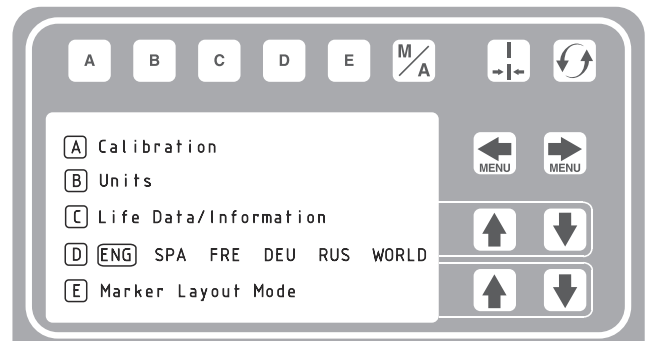 A B C D E M/A
A Calibration
MENU MENU
B Units
C Life Data/Information
D ENG SPA FRE DEU RUS WORLD
E Marker Layout Mode